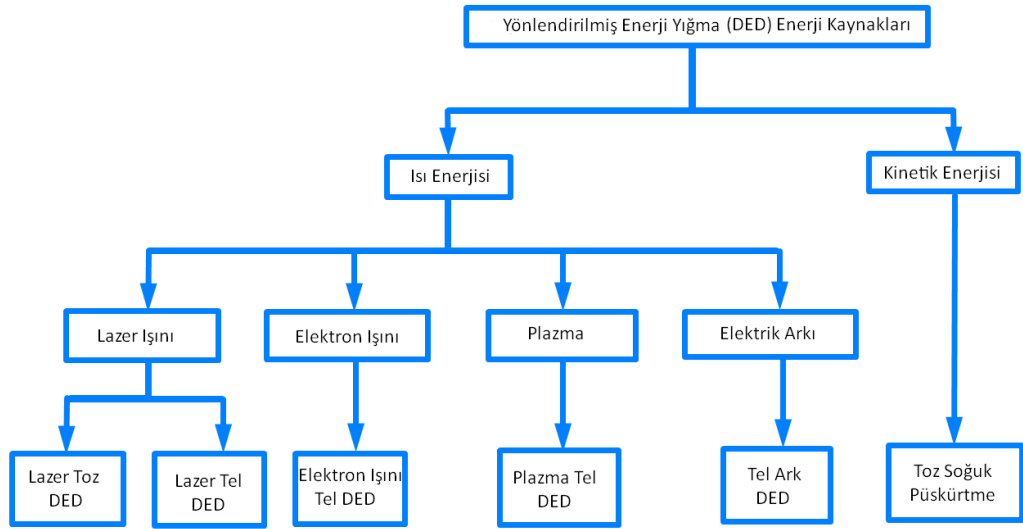 Yönlendirilmiş Enerji Yığma (DED) Enerji Kaynakları
Isı Enerjisi
Kinetik Enerjisi
Lazer Işını
Elektron Işını
Plazma
Elektrik Arkı
Lazer Toz
DED
Lazer Tel
DED
Elektron Işını
Tel DED
Plazma Tel
DED
Tel Ark
DED
Toz Soğuk
Püskürtme